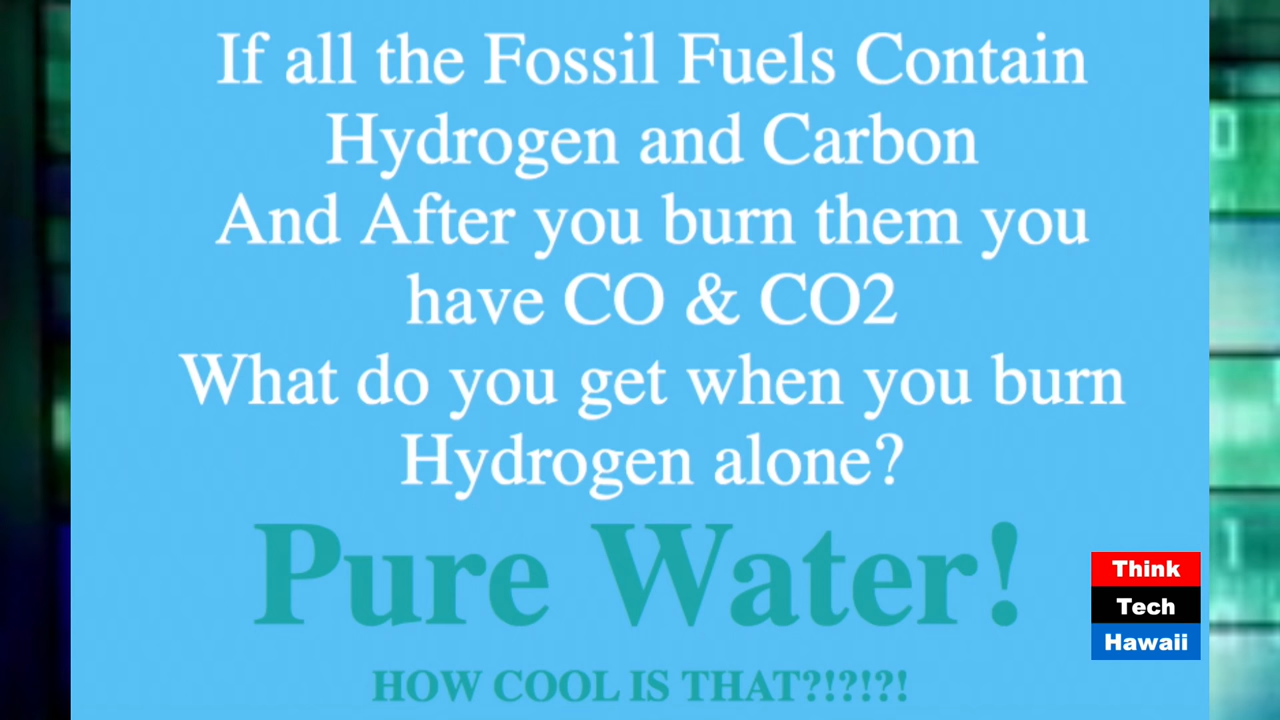 If all the Fossil Fuels Contain
Hydrogen and Carbon
And After you burn them you
have CO & CO2
What do you get when you burn
Hydrogen alone?
Pure Water!
HOW COOL IS THAT?!?!?!
Think
Tech
Hawaii